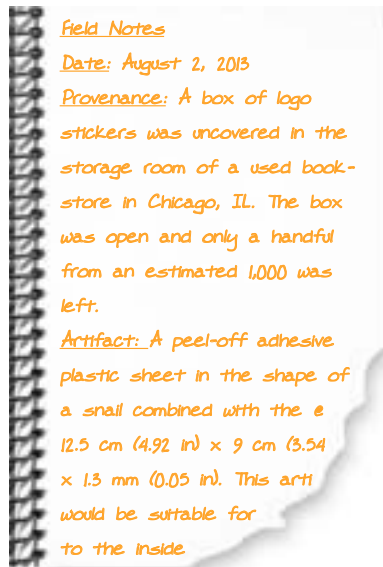 Field Notes
Date: August 2, 2013
Provenance: A box of logo
stickers was uncovered in the
storage room of a used book-
store in Chicago, IL. The box
was open and only a handful
from an estimated 1,000 was
left.
Artifact: A peel-off adhesive
plastic sheet in the shape of
a snail combined with the e
12.5 cm (4.92 in) x 9 cm (3.54
x 1.3 mm (0.05 in). This arti
would be suitable for
to the inside